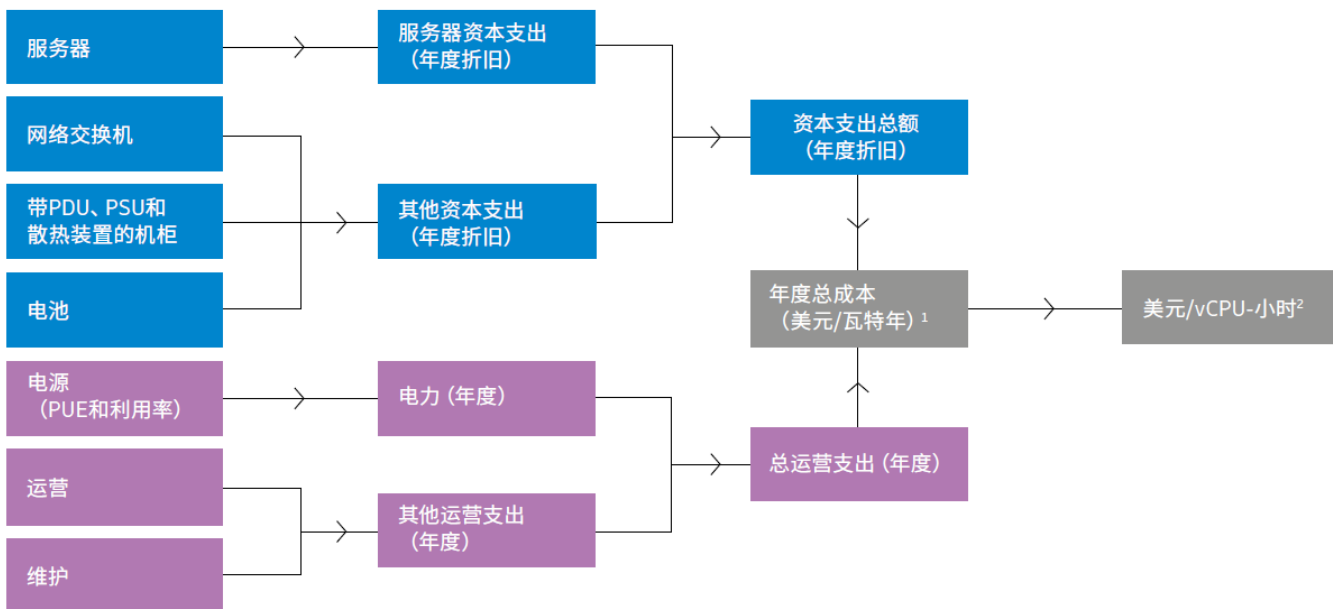 服务器
服务器资本支出
（年度折旧）
网络交换机
资本支出总额
（年度折旧）
带PDU、PSU和
散热装置的机柜
其他资本支出
（年度折旧）
电池
年度总成本
（美元/瓦特年）1
美元/vCPU-小时2
电源
（PUE和利用率）
电力（年度）
总运营支出（年度）
运营
其他运营支出
（年度）
维护